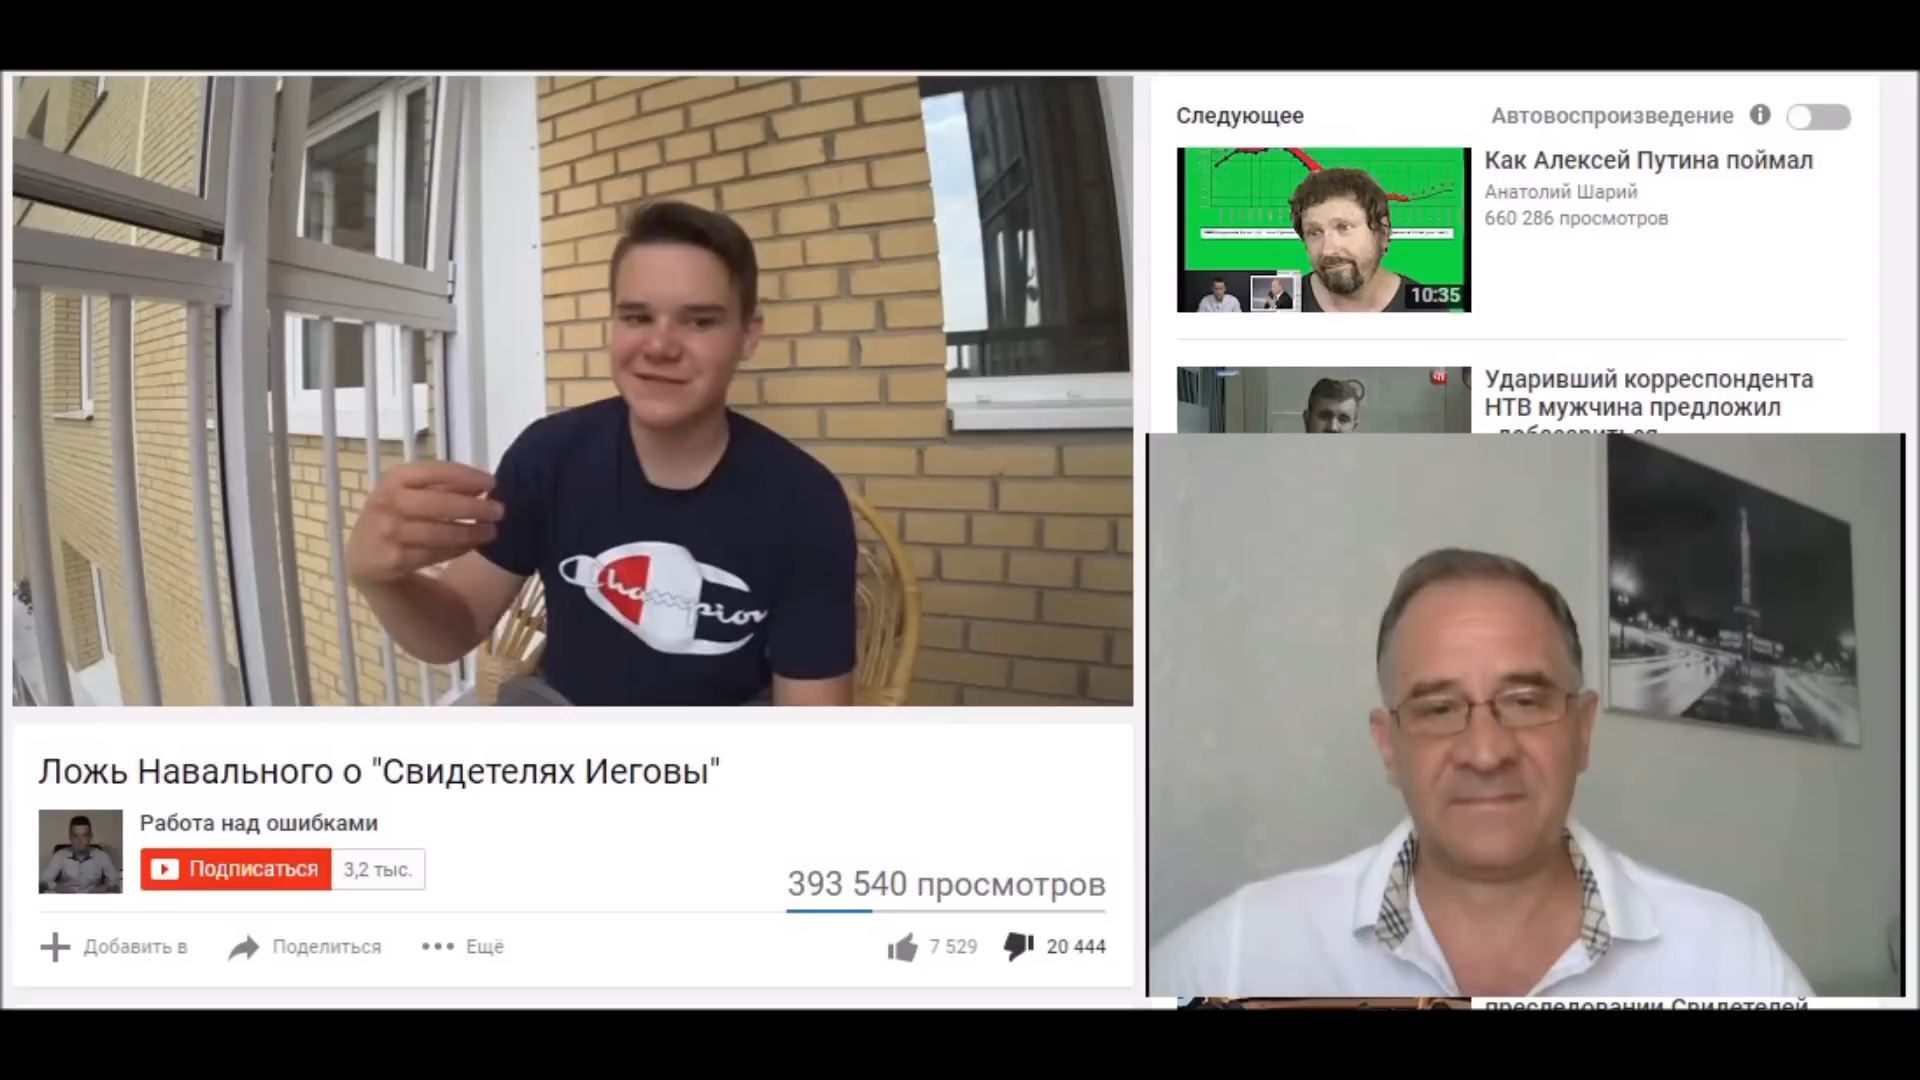 Следующее
Автовоспроизведение
Как Алексей Путина поймал
Анатолий Шарий
660 286 просмотров
10:35
Ударивший корреспондента
НТВ мужчина предложил
Champion
Ложь Навального о "Свидетелях Иеговы"
Работа над ошибками
Подписаться 3,2 тыс.
393 540 просмотров
Добавить в Поделиться Ещё 7 529 20 444
преследовании Свидетелей